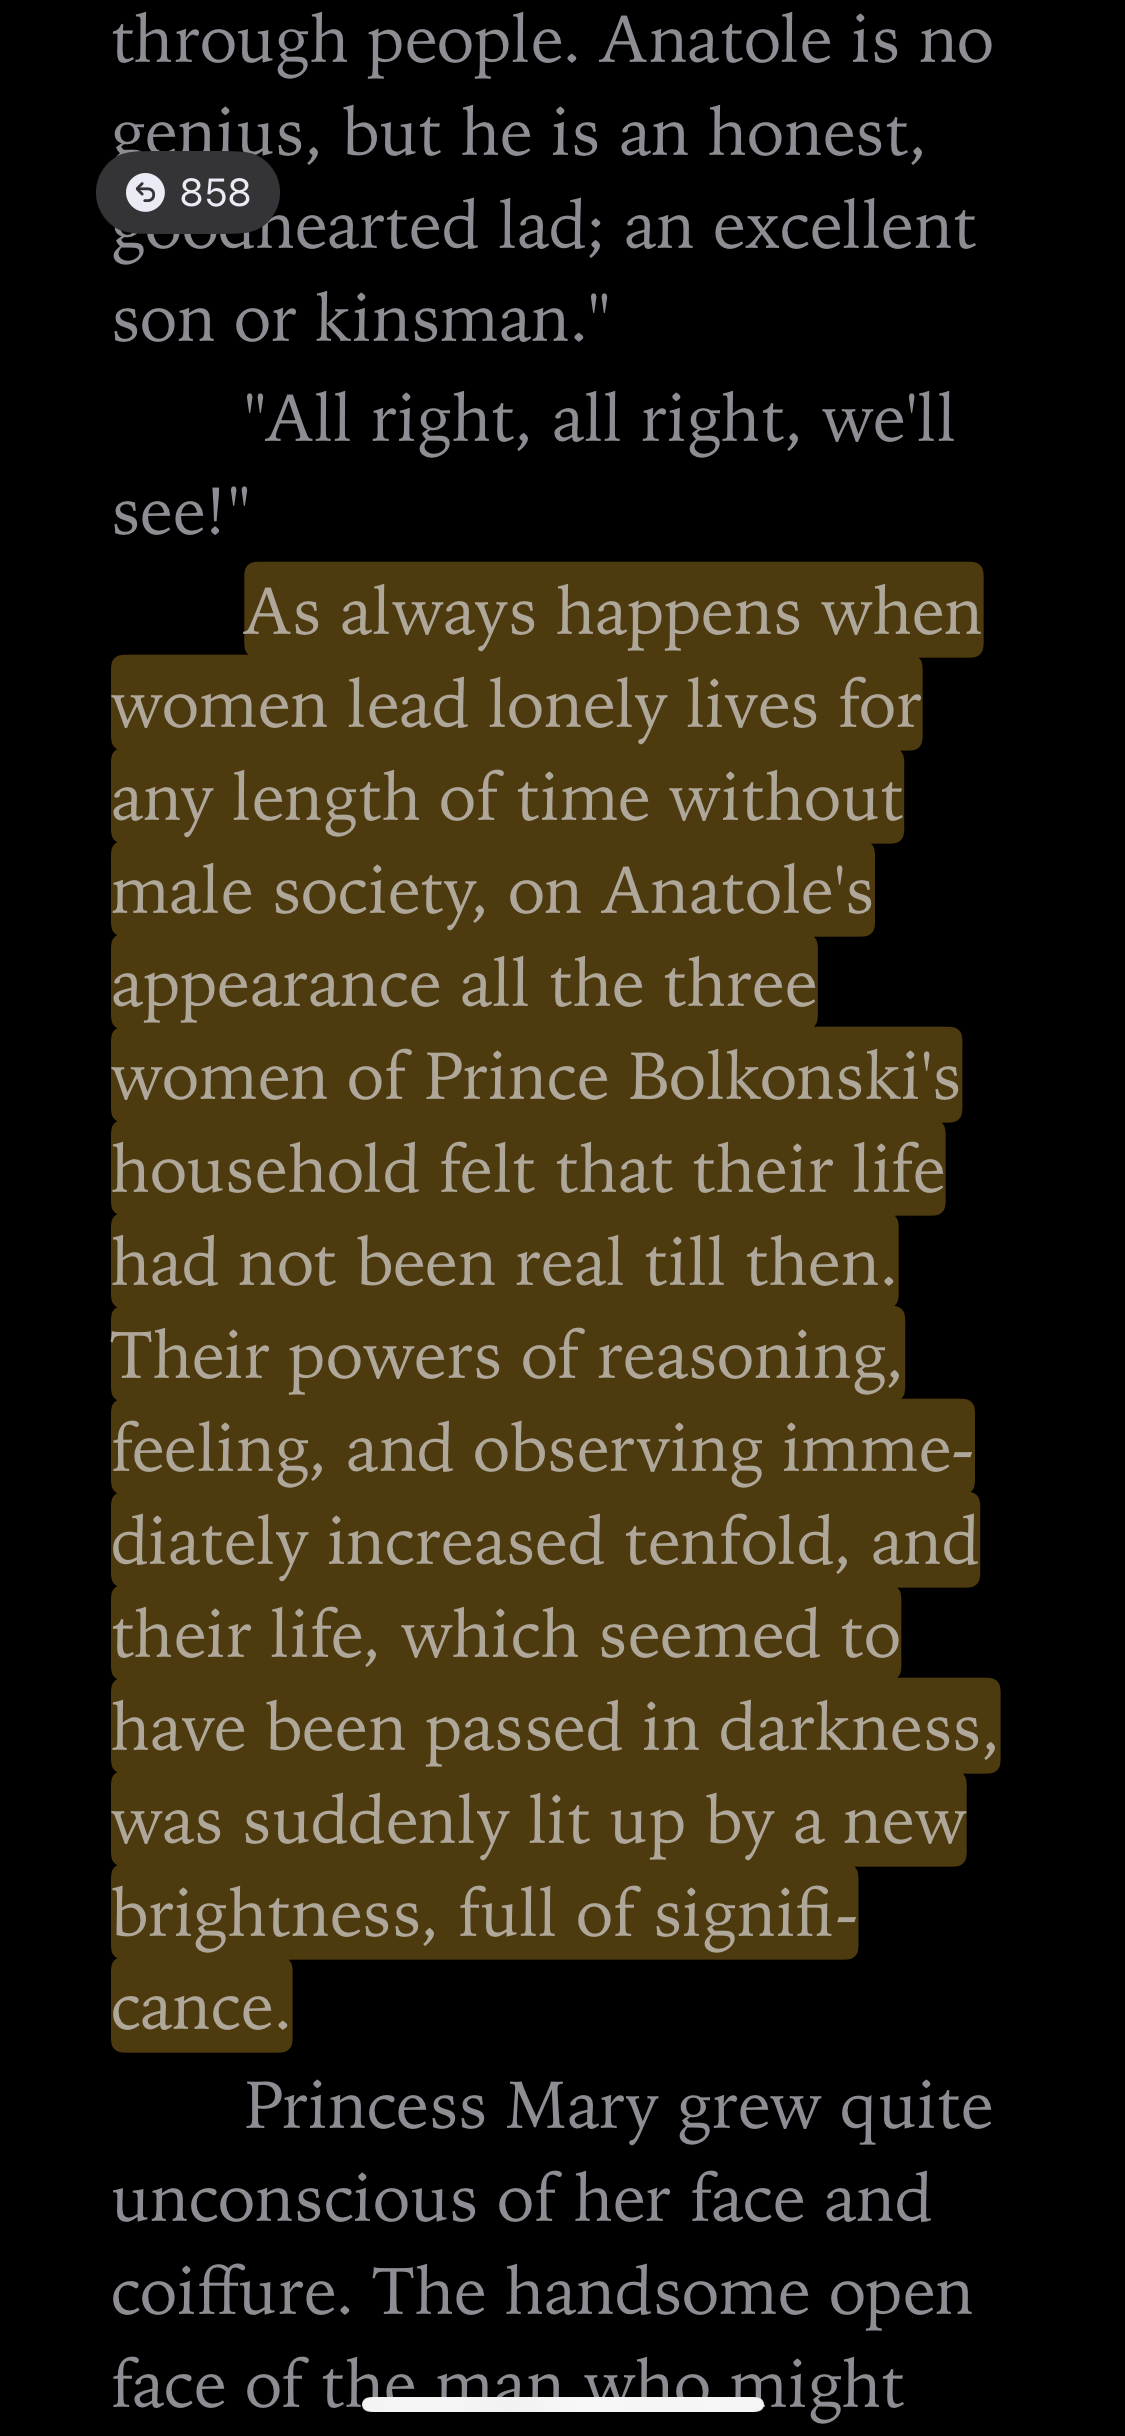 through people. Anatole is no
genius, but he is an honest,
858
goodhearted lad; an excellent
son or kinsman."
"All right, all right, we'll
see!"
As always happens when
women lead lonely lives for
any length of time without
male society, on Anatole's
appearance all the three
women of Prince Bolkonski's
household felt that their life
had not been real till then.
Their powers of reasoning,
feeling, and observing imme-
diately increased tenfold, and
their life, which seemed to
have been passed in darkness,
was suddenly lit up by a new
brightness, full of signifi-
cance.
Princess Mary grew quite
unconscious of her face and
coiffure. The handsome open
face of the man who might